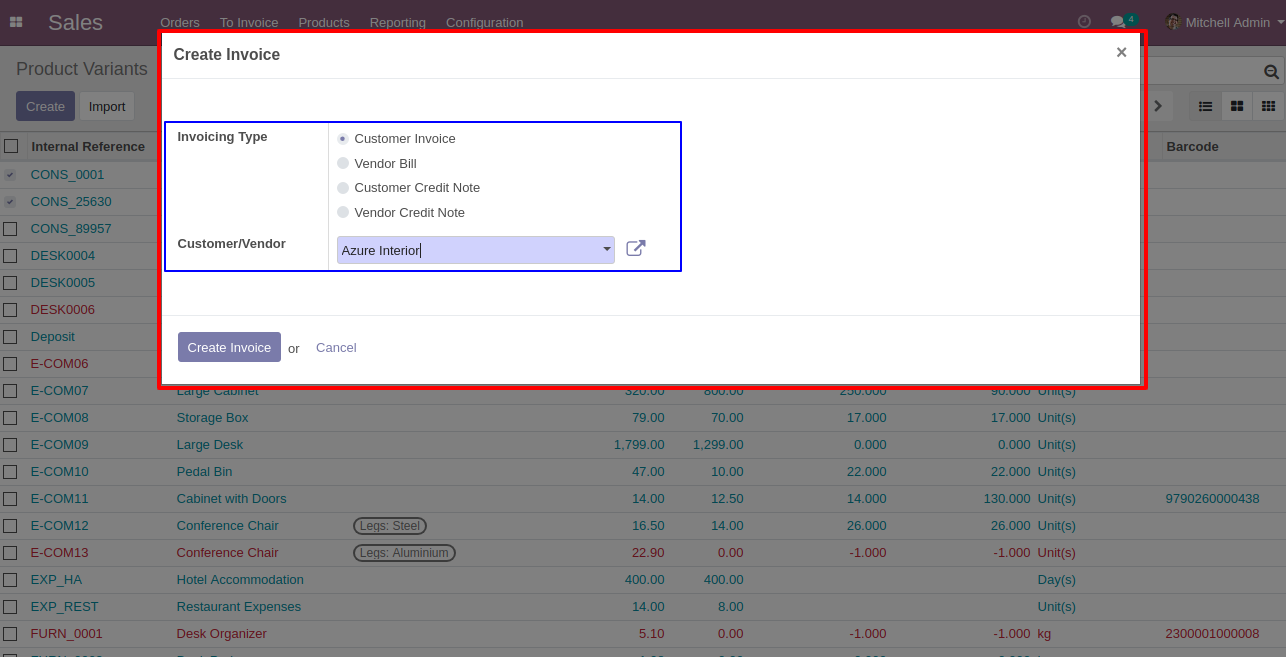 Sales Orders To Invoice Products Reporting Configuration 4 Mitchell Admin
Create Invoice ×
Product Variants
Create Import
Invoicing Type Customer Invoice
Vendor Bill
Customer Credit Note
Vendor Credit Note
Customer/Vendor Azure Interior
Create Invoice or Cancel
Internal Reference Barcode
CONS_0001
CONS_25630
CONS_89957
DESK0004
DESK0005
DESK0006
Deposit
E-COM06
E-COM07 Large Cabinet 320.00 800.00 250.000 90.000 Unit(s)
E-COM08 Storage Box 79.00 70.00 17.000 17.000 Unit(s)
E-COM09 Large Desk 1,799.00 1,299.00 0.000 0.000 Unit(s)
E-COM10 Pedal Bin 47.00 10.00 22.000 22.000 Unit(s)
E-COM11 Cabinet with Doors 14.00 12.50 14.000 130.000 Unit(s) 9790260000438
E-COM12 Conference Chair Legs: Steel 16.50 14.00 26.000 26.000 Unit(s)
E-COM13 Conference Chair Legs: Aluminium 22.90 0.00 -1.000 -1.000 Unit(s)
EXP_HA Hotel Accommodation 400.00 400.00 Day(s)
EXP_REST Restaurant Expenses 14.00 8.00 Unit(s)
FURN_0001 Desk Organizer 5.10 0.00 -1.000 -1.000 kg 2300001000008